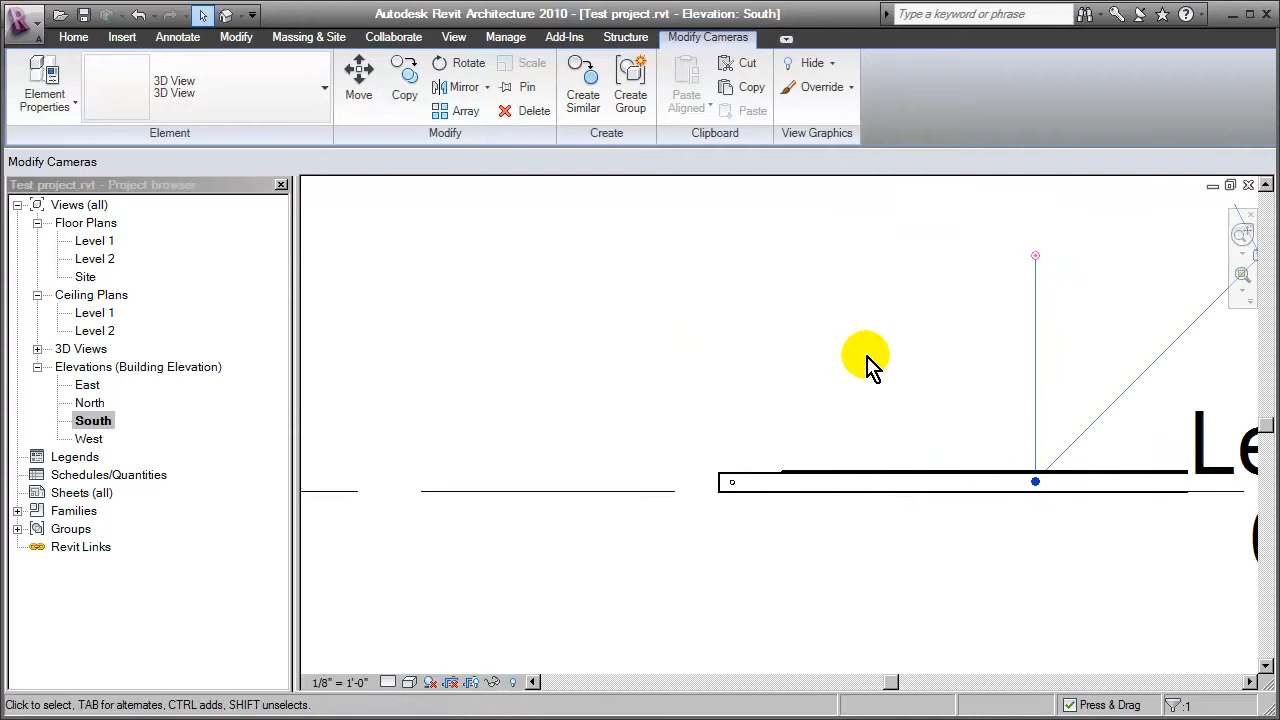 Autodesk Revit Architecture 2010 - [Test project.rvt - Elevation: South]
Type a keyword or phrase
Home Insert Annotate Modify Massing & Site Collaborate View Manage Add-Ins Structure Modify Cameras
Element Properties
3D View
3D View
Move
Copy
Rotate
Mirror
Array
Scale
Pin
Delete
Create Similar
Create Group
Paste Aligned
Cut
Copy
Paste
Hide
Override
Element Modify Create Clipboard View Graphics
Modify Cameras
Test project.rvt - Project browser
Views (all)
Floor Plans
Level 1
Level 2
Site
Ceiling Plans
Level 1
Level 2
3D Views
Elevations (Building Elevation)
East
North
South
West
Legends
Schedules/Quantities
Sheets (all)
Families
Groups
Revit Links
Le
1/8" = 1'-0"
Click to select, TAB for alternates, CTRL adds, SHIFT unselects.
Press & Drag
:1